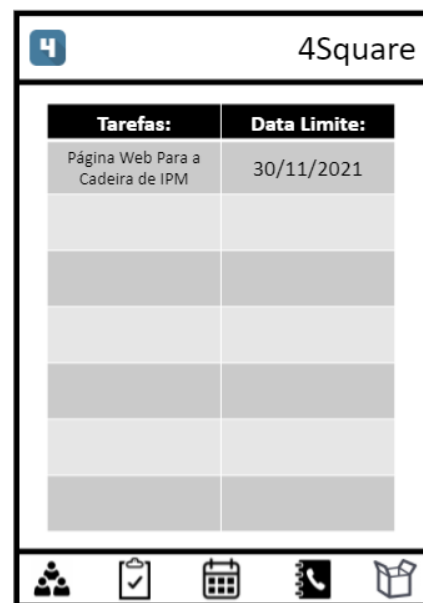 4
4Square
Tarefas:
Data Limite:
Página Web Para a
Cadeira de IPM
30/11/2021